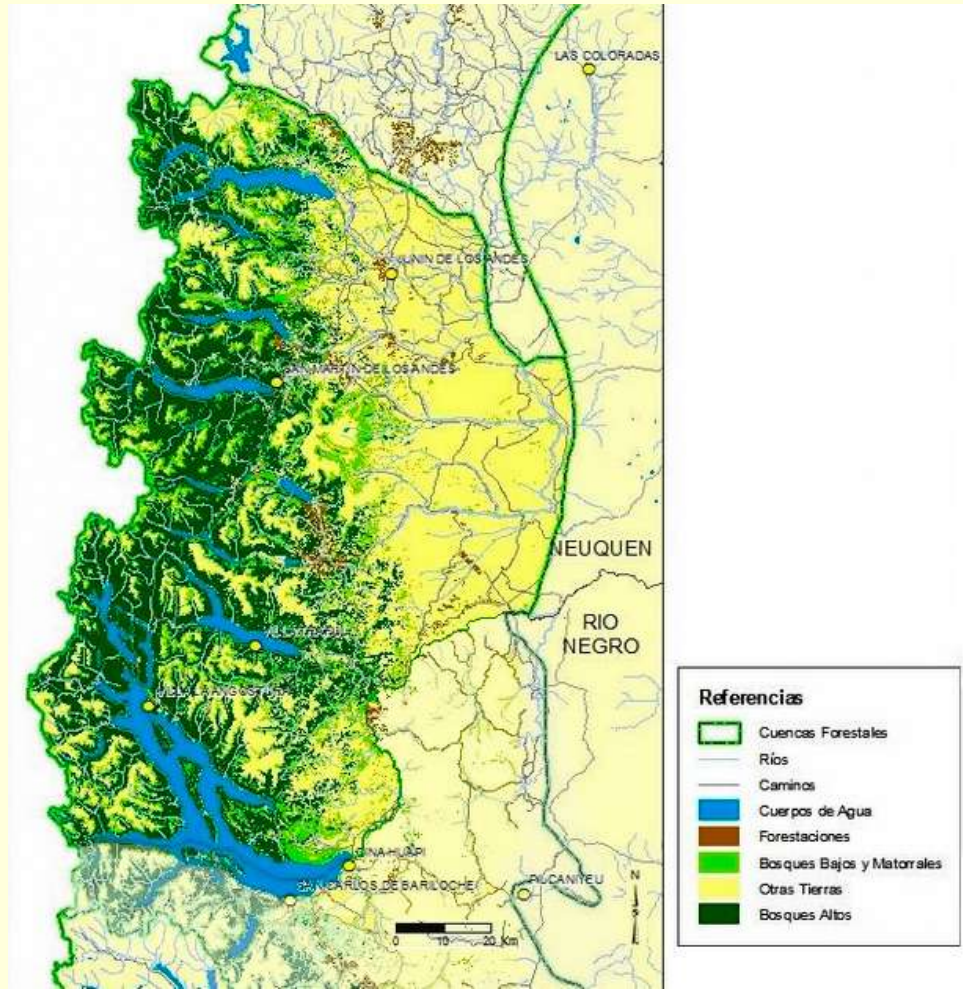 LAS COLORADAS
JUNIN DE LOS ANDES
SAN MARTIN DE LOS ANDES
NEUQUEN
RIO
NEGRO
VILLA
DINA HUAPI
SAN CARLOS DE BARILOCHE
PILCANIYEU
N
S
0 10 20 Km
Referencias
Cuencas Forestales
Ríos
Caminos
Cuerpos de Agua
Forestaciones
Bosques Bajos y Matorrales
Otras Tierras
Bosques Altos